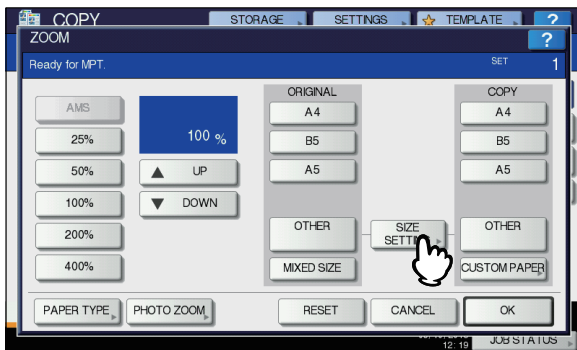 COPY STORAGE SETTINGS TEMPLATE ?
ZOOM ?
Ready for MPT. SET 1
ORIGINAL COPY
AMS A4 A4
100 %
25% B5 B5
50% UP A5 A5
100% DOWN
200% OTHER SIZE OTHER
SETTIN
400% MIXED SIZE CUSTOM PAPER
PAPER TYPE PHOTO ZOOM RESET CANCEL OK
12:19 JOB STATUS